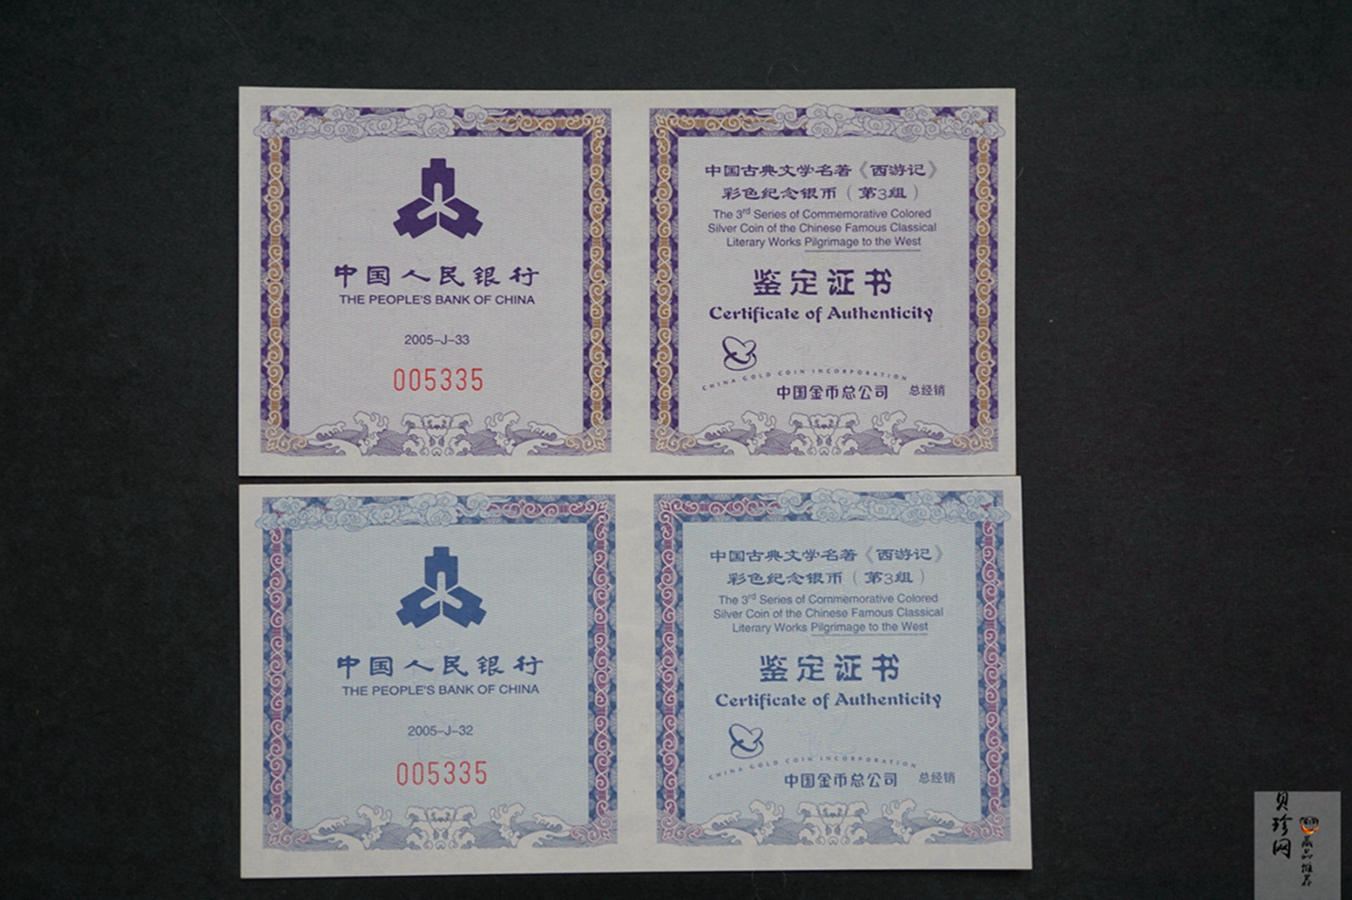 中国人民银行
THE PEOPLE'S BANK OF CHINA
2005-J-33
005335
中国古典文学名著《西游记》
彩色纪念银币（第3组）
The 3rd Series of Commemorative Colored
Silver Coin of the Chinese Famous Classical
Literary Works Pilgrimage to the West
鉴定证书
Certificate of Authenticity
CHINA GOLD COIN INCORPORATION
中国金币总公司 总经销
中国人民银行
THE PEOPLE'S BANK OF CHINA
2005-J-32
005335
中国古典文学名著《西游记》
彩色纪念银币（第3组）
The 3rd Series of Commemorative Colored
Silver Coin of the Chinese Famous Classical
Literary Works Pilgrimage to the West
鉴定证书
Certificate of Authenticity
CHINA GOLD COIN INCORPORATION
中国金币总公司 总经销
贝珍网
藏品推荐